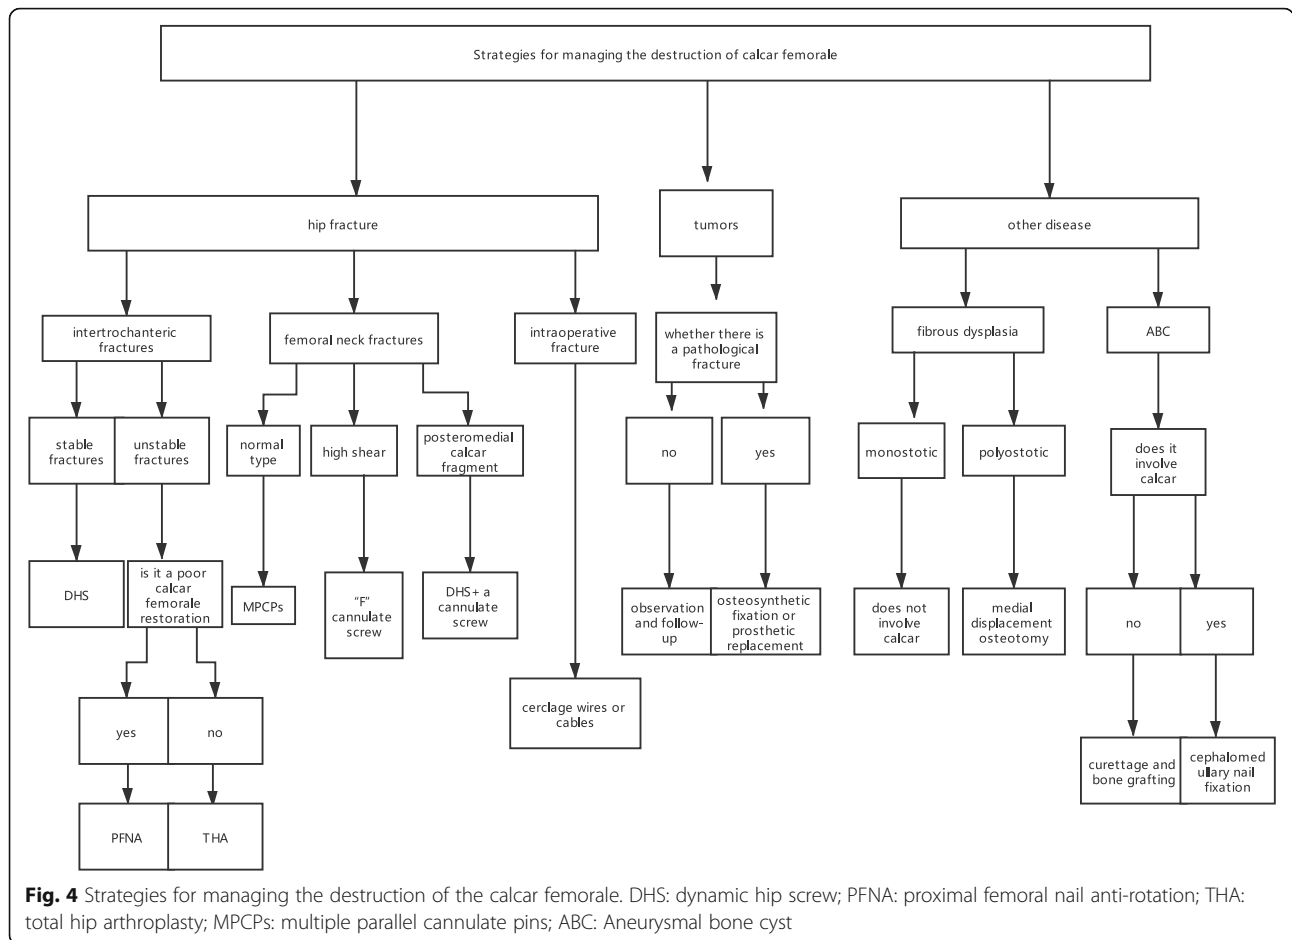 Strategies for managing the destruction of calcar femorale
hip fracture
tumors
other disease
intertrochanteric
fractures
femoral neck fractures
intraoperative
fracture
whether there is
a pathological
fracture
fibrous dysplasia
ABC
stable
fractures
unstable
fractures
normal
type
high shear
posteromedial
calcar
fragment
no
yes
monostotic
polyostotic
does it
involve
calcar
DHS
is it a poor
calcar
femorale
restoration
MPCPs
“F”
cannulate
screw
DHS+ a
cannulate
screw
observation
and follow-
up
osteosynthetic
fixation or
prosthetic
replacement
does not
involve
calcar
medial
displacement
osteotomy
no
yes
yes
no
cerclage wires or
cables
curettage and
bone grafting
cephalomed
ullary nail
fixation
PFNA
THA
Fig. 4 Strategies for managing the destruction of the calcar femorale. DHS: dynamic hip screw; PFNA: proximal femoral nail anti-rotation; THA:
total hip arthroplasty; MPCPs: multiple parallel cannulate pins; ABC: Aneurysmal bone cyst